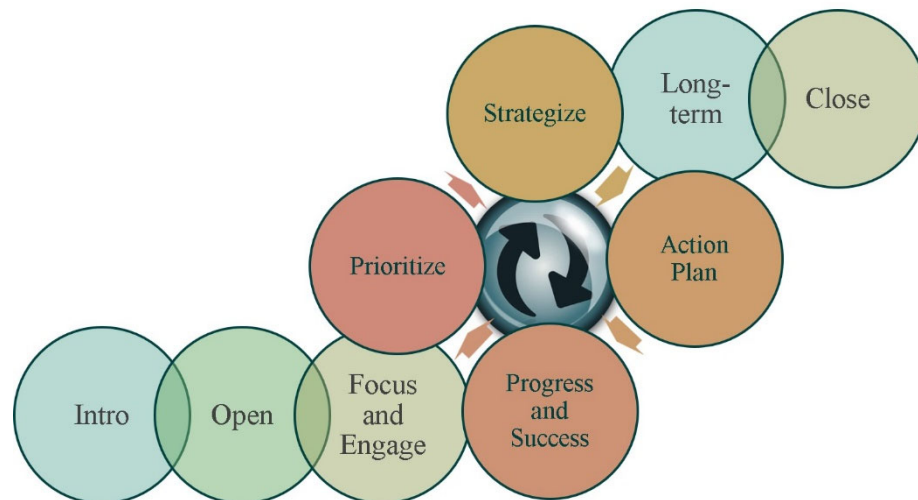 Intro
Open
Focus
and
Engage
Prioritize
Strategize
Action
Plan
Progress
and
Success
Long-
term
Close